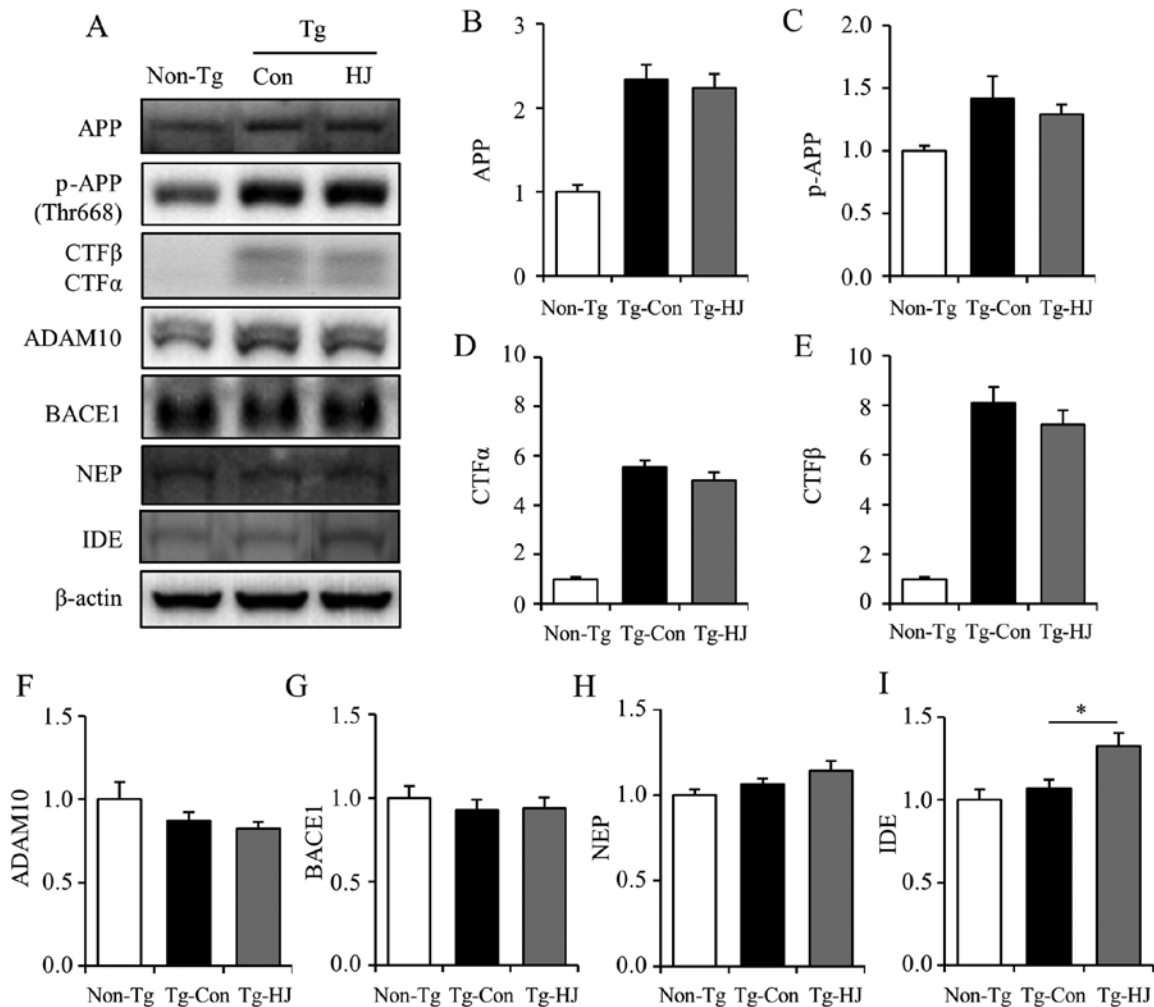 A
Tg
Non-Tg Con HJ
APP
p-APP
(Thr668)
CTFβ
CTFα
ADAM10
BACE1
NEP
IDE
β-actin
B
3
2
1
0
APP
Non-Tg Tg-Con Tg-HJ
C
2.0
1.5
1.0
0.5
0.0
p-APP
Non-Tg Tg-Con Tg-HJ
D
10
8
6
4
2
0
CTFα
Non-Tg Tg-Con Tg-HJ
E
10
8
6
4
2
0
CTFβ
Non-Tg Tg-Con Tg-HJ
F
1.5
1.0
0.5
0.0
ADAM10
Non-Tg Tg-Con Tg-HJ
G
1.5
1.0
0.5
0.0
BACE1
Non-Tg Tg-Con Tg-HJ
H
1.5
1.0
0.5
0.0
NEP
Non-Tg Tg-Con Tg-HJ
I
1.5
1.0
0.5
0.0
IDE
*
Non-Tg Tg-Con Tg-HJ